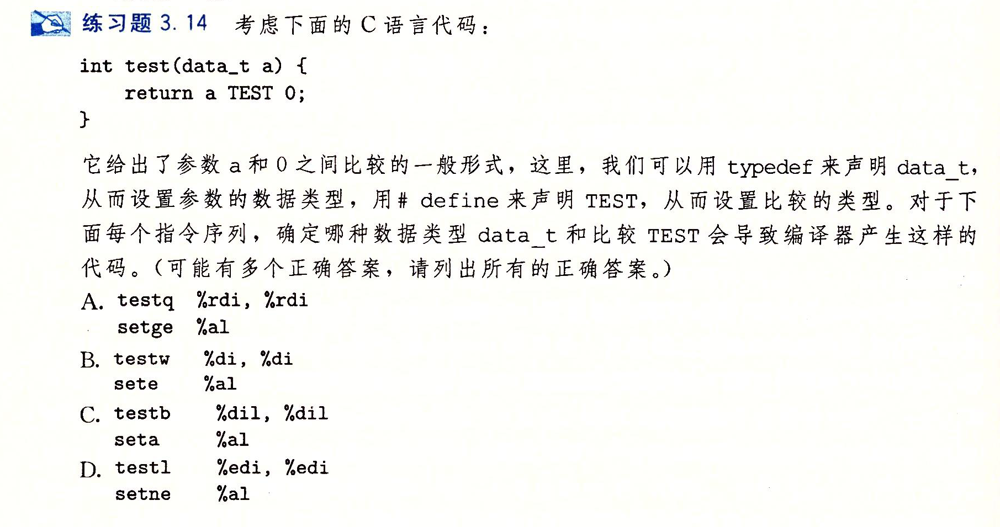 练习题 3.14 考虑下面的 C 语言代码：
int test(data_t a) {
    return a TEST 0;
}
它给出了参数 a 和 0 之间比较的一般形式，这里，我们可以用 typedef 来声明 data_t，
从而设置参数的数据类型，用# define 来声明 TEST，从而设置比较的类型。对于下
面每个指令序列，确定哪种数据类型 data_t 和比较 TEST 会导致编译器产生这样的
代码。（可能有多个正确答案，请列出所有的正确答案。）
A. testq %rdi, %rdi
setge %al
B. testw %di, %di
sete %al
C. testb %dil, %dil
seta %al
D. testl %edi, %edi
setne %al